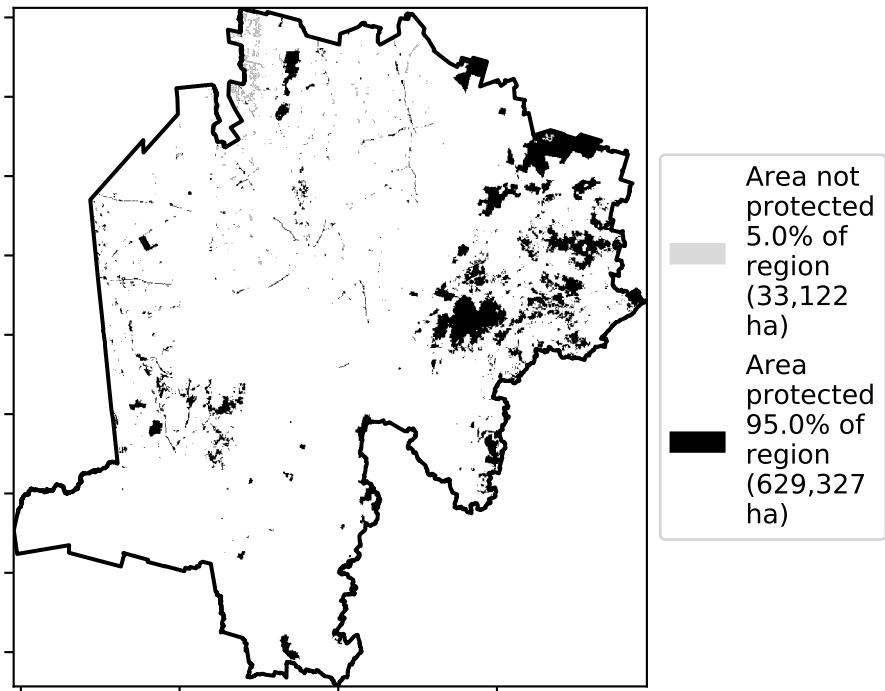 Area not
protected
5.0% of
region
(33,122
ha)
Area
protected
95.0% of
region
(629,327
ha)